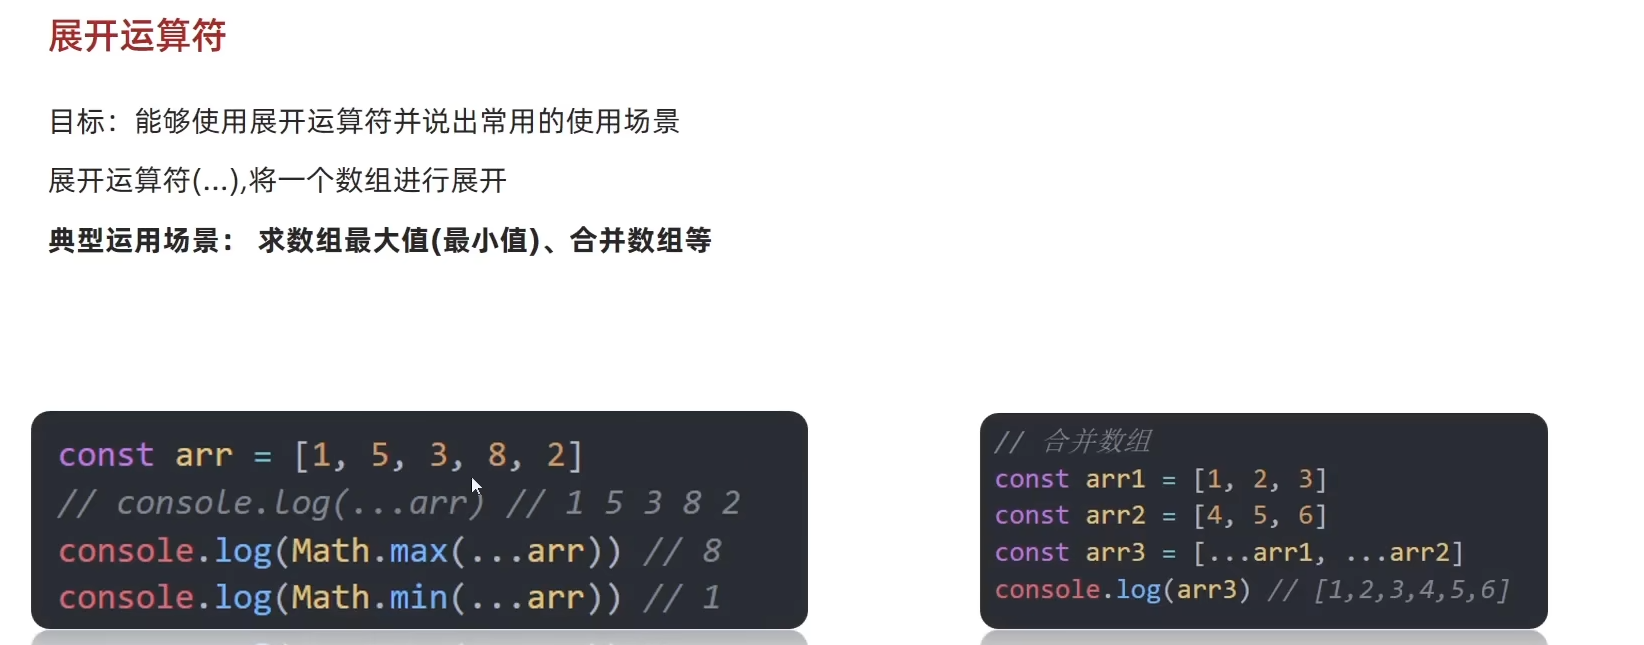 展开运算符
目标：能够使用展开运算符并说出常用的使用场景
展开运算符(...),将一个数组进行展开
典型运用场景： 求数组最大值(最小值)、合并数组等
const arr = [1, 5, 3, 8, 2]
// console.log(...arr) // 1 5 3 8 2
console.log(Math.max(...arr)) // 8
console.log(Math.min(...arr)) // 1
// 合并数组
const arr1 = [1, 2, 3]
const arr2 = [4, 5, 6]
const arr3 = [...arr1, ...arr2]
console.log(arr3) // [1,2,3,4,5,6]